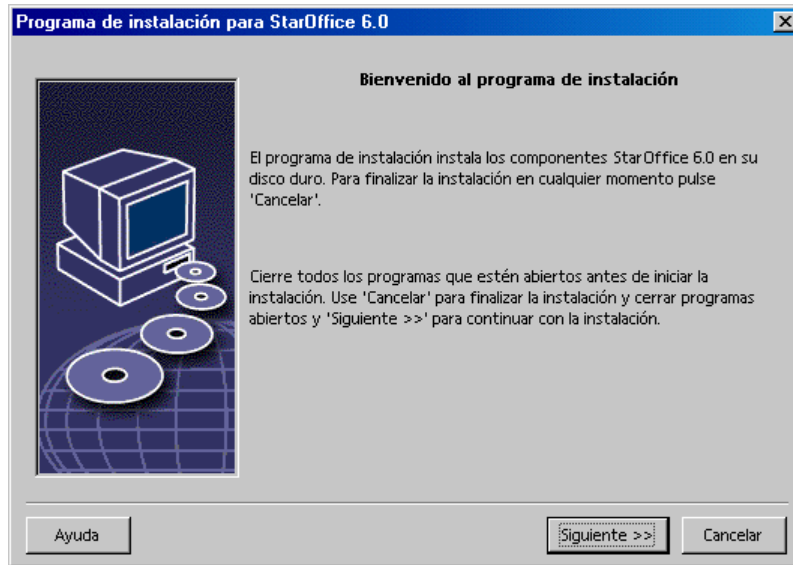 Programa de instalación para StarOffice 6.0
Bienvenido al programa de instalación
El programa de instalación instala los componentes StarOffice 6.0 en su
disco duro. Para finalizar la instalación en cualquier momento pulse
'Cancelar'.
Cierre todos los programas que estén abiertos antes de iniciar la
instalación. Use 'Cancelar' para finalizar la instalación y cerrar programas
abiertos y 'Siguiente >>' para continuar con la instalación.
Ayuda
Siguiente >>
Cancelar